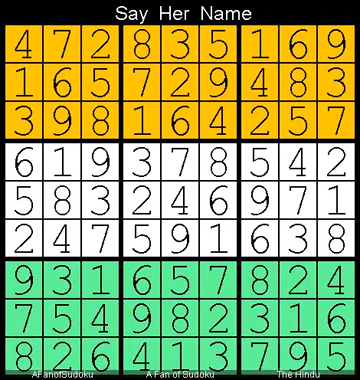 Say Her Name
4 7 2 8 3 5 1 6 9
1 6 5 7 2 9 4 8 3
3 9 8 1 6 4 2 5 7
6 1 9 3 7 8 5 4 2
5 8 3 2 4 6 9 7 1
2 4 7 5 9 1 6 3 8
9 3 1 6 5 7 8 2 4
7 5 4 9 8 2 3 1 6
8 2 6 4 1 3 7 9 5
AFanofSudoku A Fan of Sudoku The Hindu